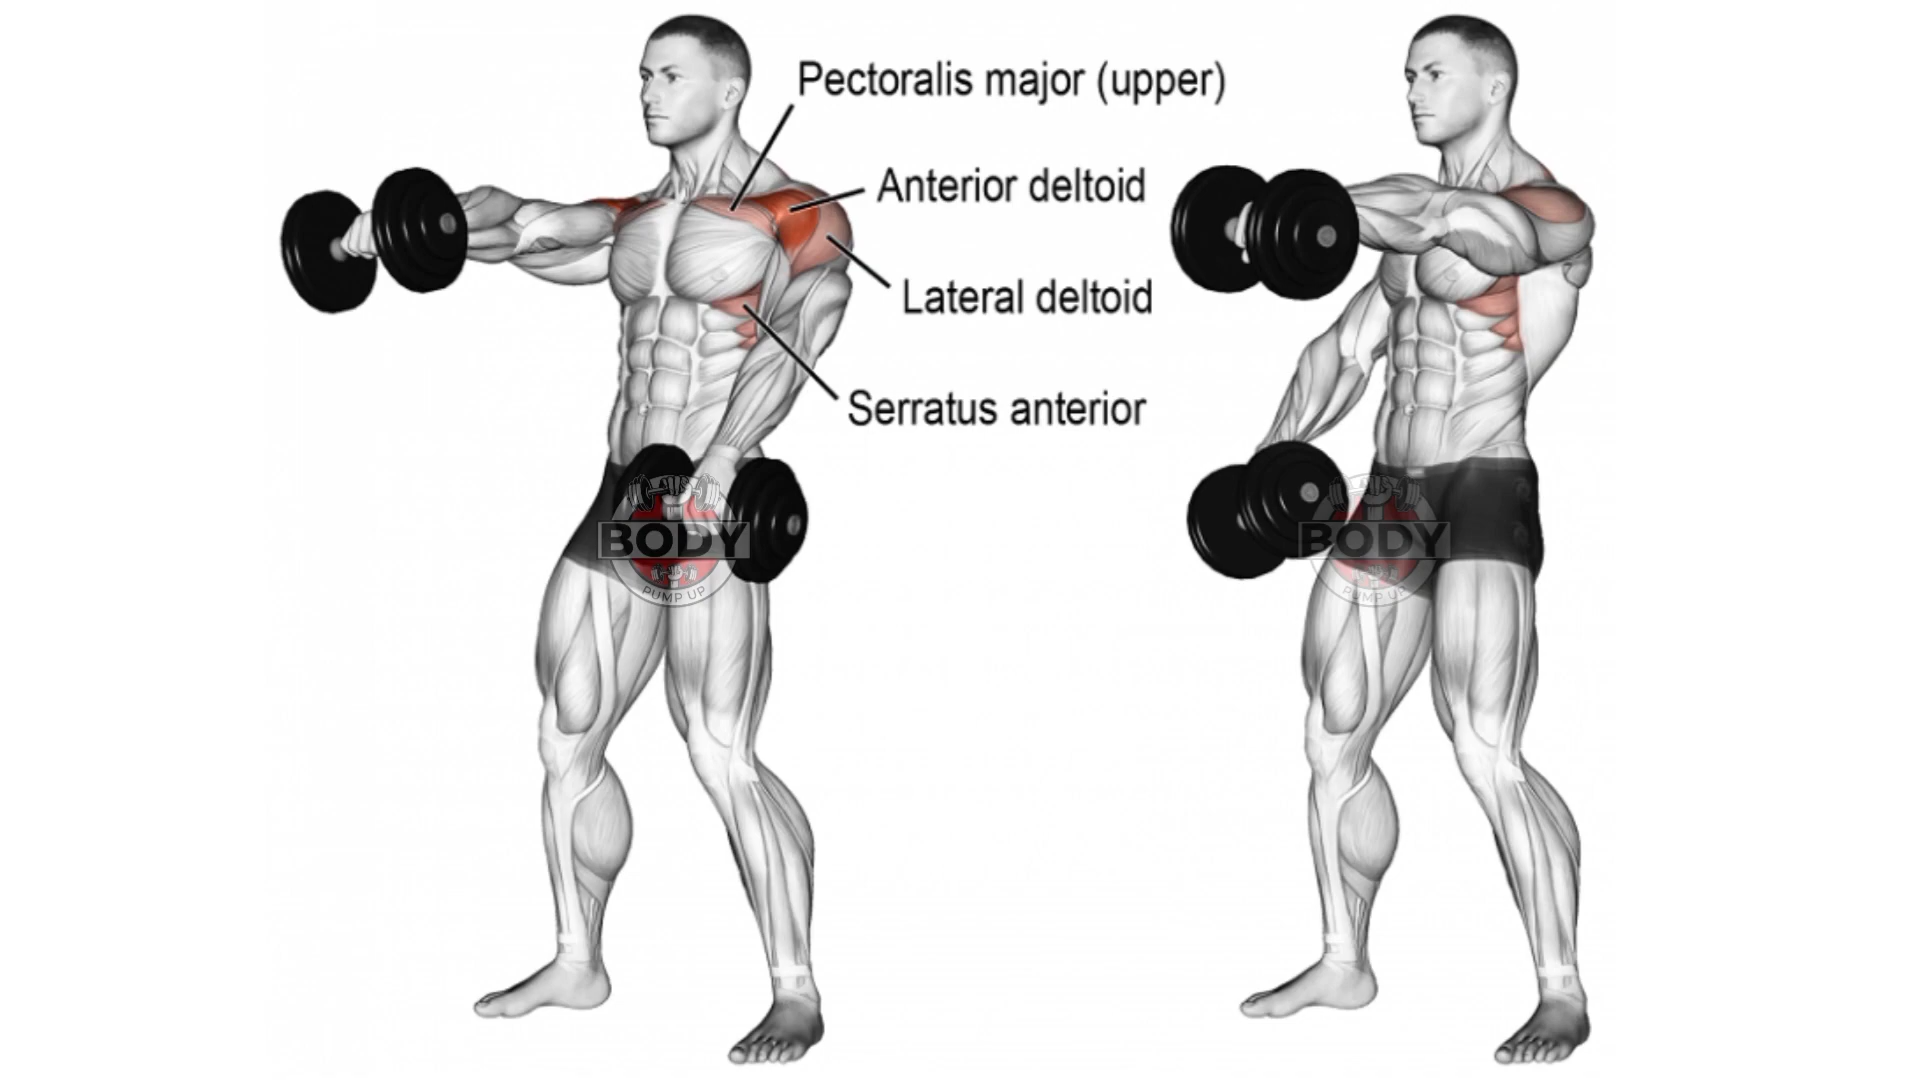 Pectoralis major (upper)
Anterior deltoid
Lateral deltoid
Serratus anterior
BODY
PUMP UP
BODY
PUMP UP